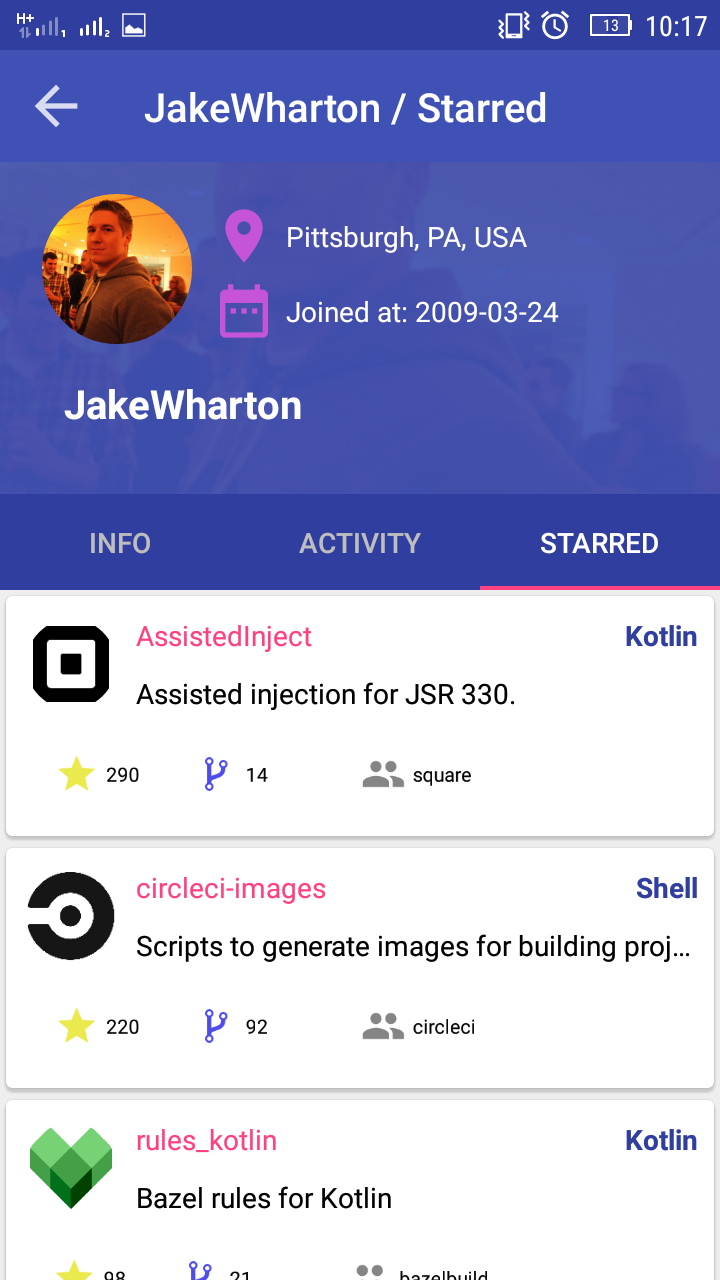 H+ 1 2 13 10:17
JakeWharton / Starred
Pittsburgh, PA, USA
Joined at: 2009-03-24
JakeWharton
INFO ACTIVITY STARRED
AssistedInject Kotlin
Assisted injection for JSR 330.
290 14 square
circleci-images Shell
Scripts to generate images for building proj...
220 92 circleci
rules_kotlin Kotlin
Bazel rules for Kotlin
98 21 bazelbuild